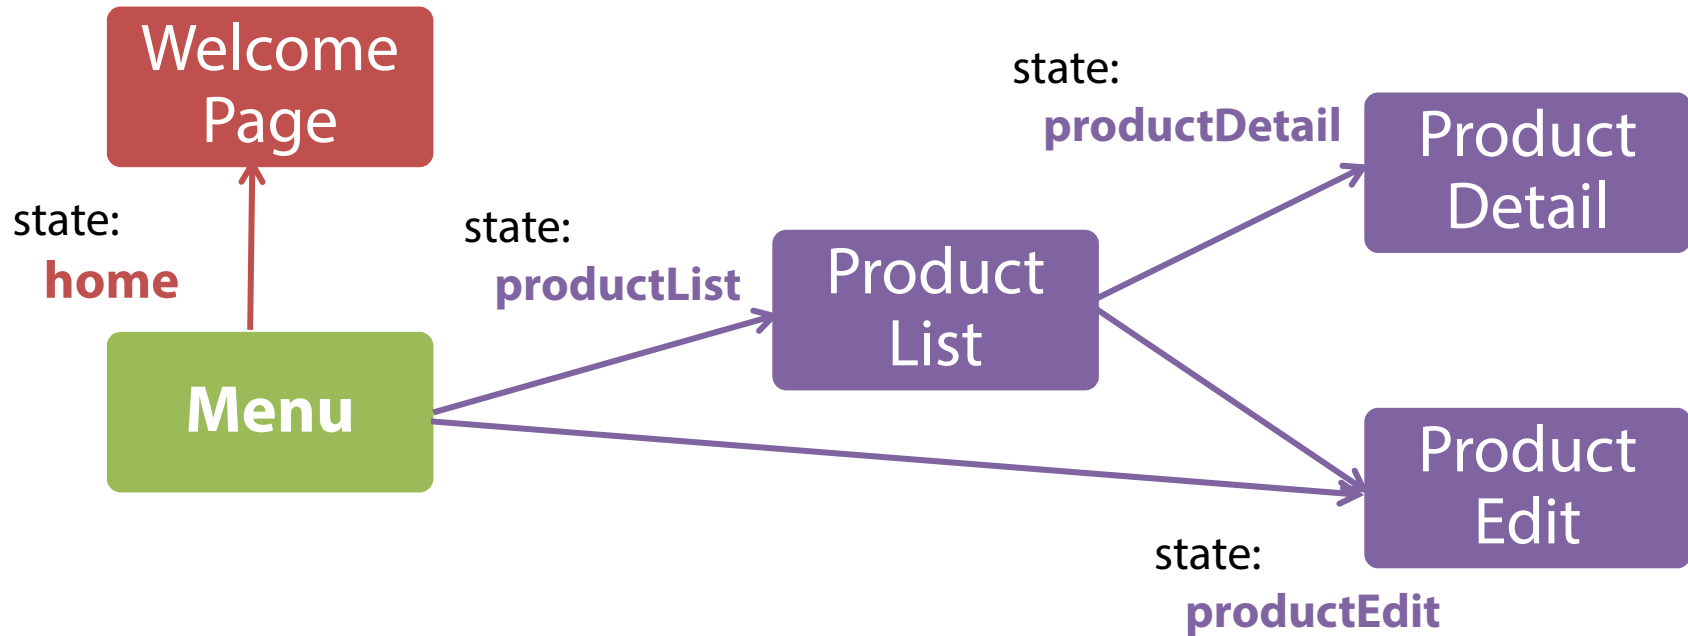 Welcome
Page
state:
home
Menu
state:
productList
Product
List
state:
productDetail
Product
Detail
Product
Edit
state:
productEdit